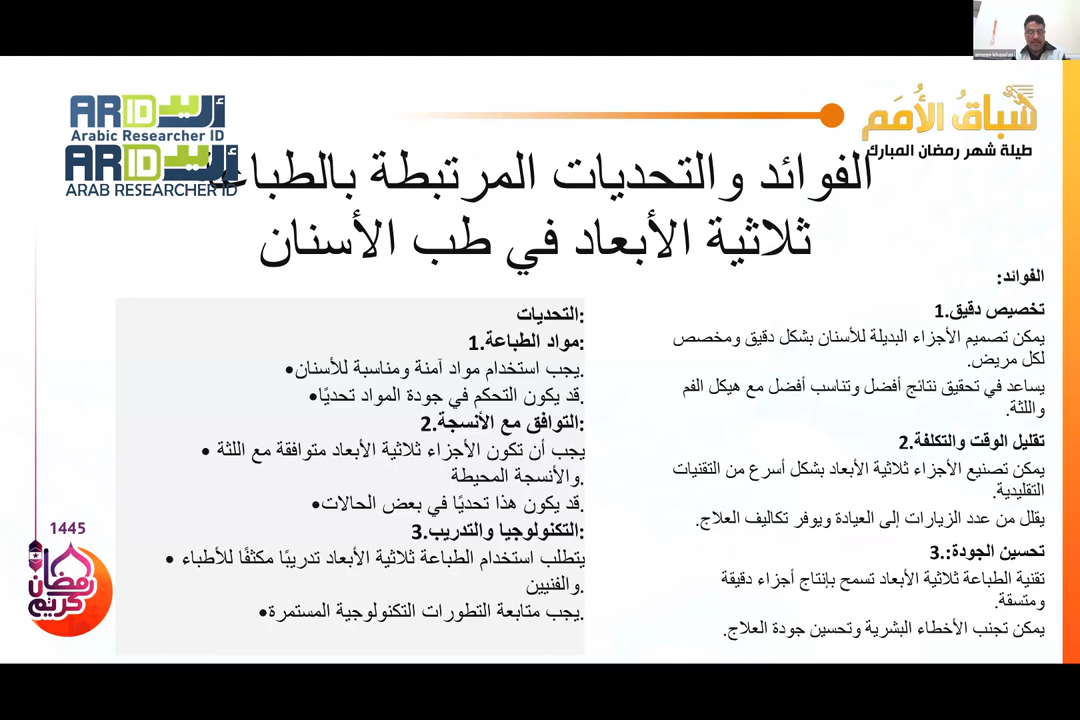 سباقُ الأُمَم
طيلة شهر رمضان المبارك
ARID أريد
Arabic Researcher ID
ARID أريد
ARAB RESEARCHER ID
الفوائد والتحديات المرتبطة بالطباعة
ثلاثية الأبعاد في طب الأسنان
الفوائد:
1.تخصيص دقيق
يمكن تصميم الأجزاء البديلة للأسنان بشكل دقيق ومخصص
لكل مريض.
يساعد في تحقيق نتائج أفضل وتناسب أفضل مع هيكل الفم
واللثة.
2.تقليل الوقت والتكلفة
يمكن تصنيع الأجزاء ثلاثية الأبعاد بشكل أسرع من التقنيات
التقليدية.
يقلل من عدد الزيارات إلى العيادة ويوفر تكاليف العلاج.
3.:تحسين الجودة
تقنية الطباعة ثلاثية الأبعاد تسمح بإنتاج أجزاء دقيقة
ومتسقة.
يمكن تجنب الأخطاء البشرية وتحسين جودة العلاج.
:التحديات
1.مواد الطباعة:
•يجب استخدام مواد آمنة ومناسبة للأسنان.
•قد يكون التحكم في جودة المواد تحديًا.
2.التوافق مع الأنسجة:
• يجب أن تكون الأجزاء ثلاثية الأبعاد متوافقة مع اللثة
والأنسجة المحيطة.
•قد يكون هذا تحديًا في بعض الحالات.
3.التكنولوجيا والتدريب:
• يتطلب استخدام الطباعة ثلاثية الأبعاد تدريبًا مكثفًا للأطباء
والفنيين.
•يجب متابعة التطورات التكنولوجية المستمرة.
1445
رمضان
كريم